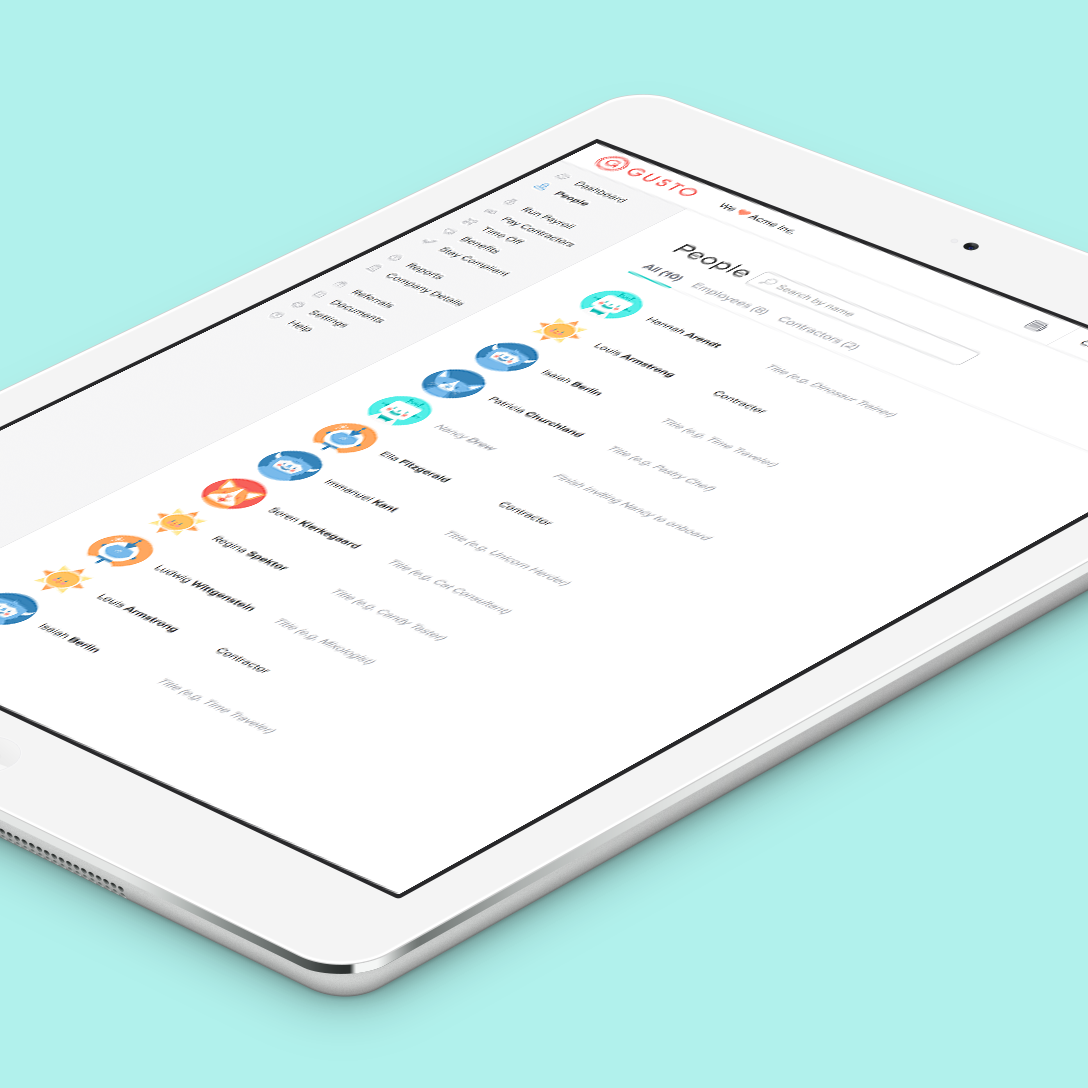 GUSTO
We ❤ Acme Inc.
Dashboard
People
Run Payroll
Pay Contractors
Time Off
Benefits
Stay Compliant
Reports
Company Details
Referrals
Documents
Settings
Help
People
Search by name
All (10)
Employees (8)
Contractors (2)
Hannah Arendt
Title (e.g. Dinosaur Trainer)
Louis Armstrong
Contractor
Isaiah Berlin
Title (e.g. Time Traveler)
Patricia Churchland
Title (e.g. Pastry Chef)
Nancy Drew
Finish inviting Nancy to onboard
Ella Fitzgerald
Contractor
Immanuel Kant
Title (e.g. Unicorn Herder)
Soren Kierkegaard
Title (e.g. Cat Consultant)
Regina Spektor
Title (e.g. Candy Taster)
Ludwig Wittgenstein
Title (e.g. Mixologist)
Louis Armstrong
Contractor
Isaiah Berlin
Title (e.g. Time Traveler)